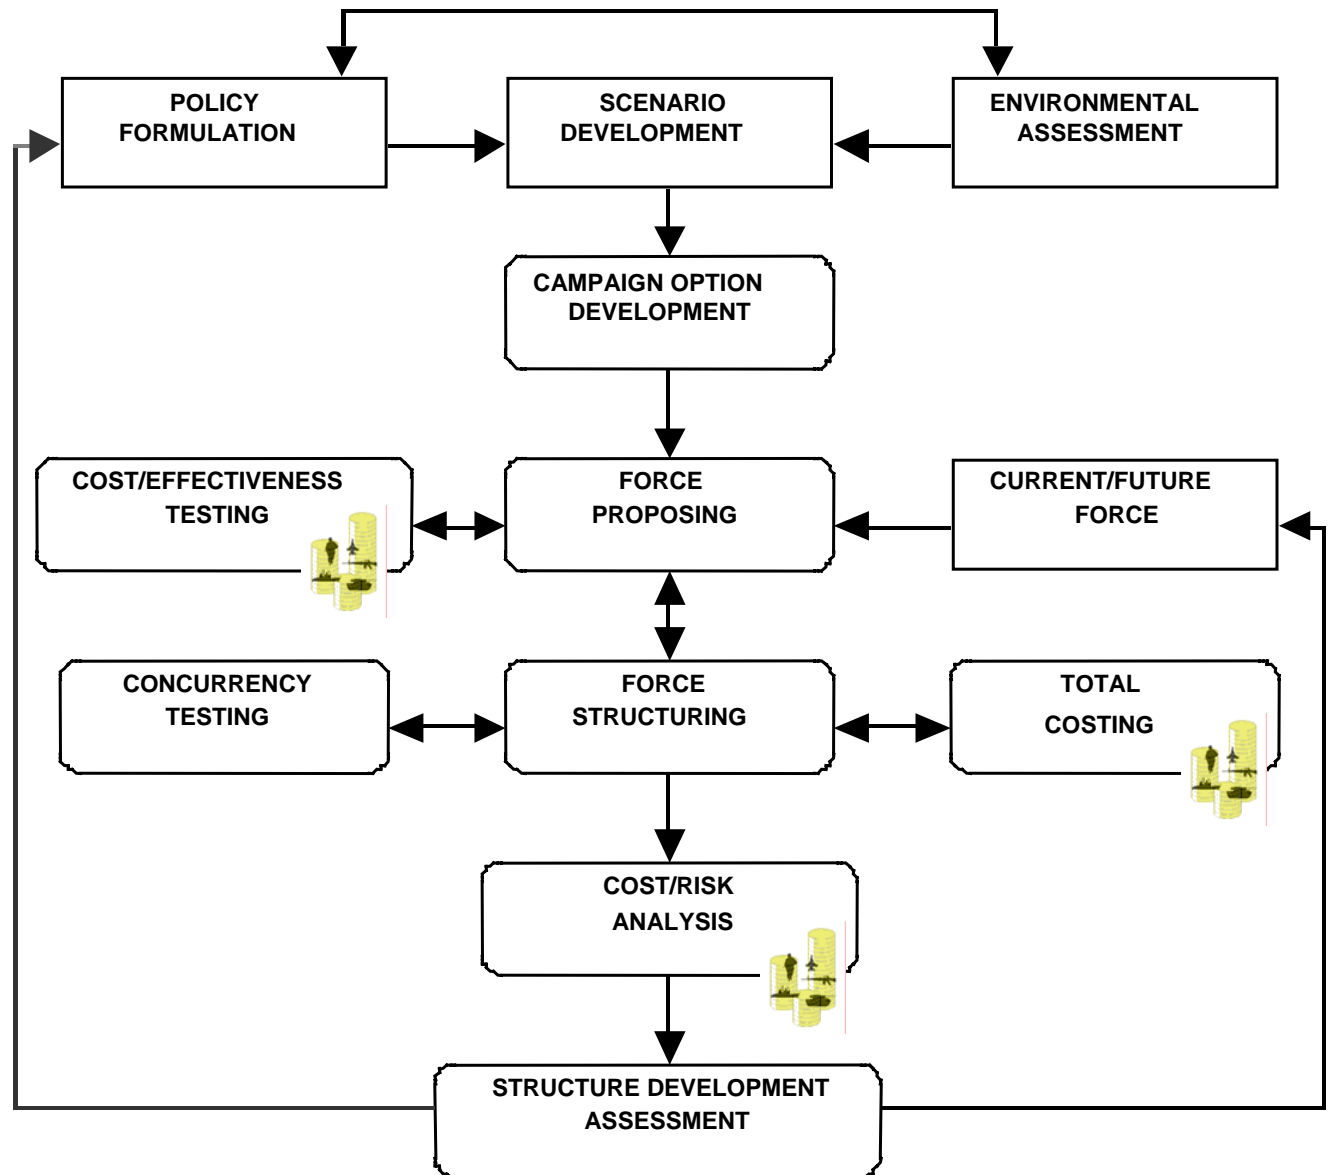 POLICY
FORMULATION
SCENARIO
DEVELOPMENT
ENVIRONMENTAL
ASSESSMENT
CAMPAIGN OPTION
DEVELOPMENT
COST/EFFECTIVENESS
TESTING
FORCE
PROPOSING
CURRENT/FUTURE
FORCE
CONCURRENCY
TESTING
FORCE
STRUCTURING
TOTAL
COSTING
COST/RISK
ANALYSIS
STRUCTURE DEVELOPMENT
ASSESSMENT